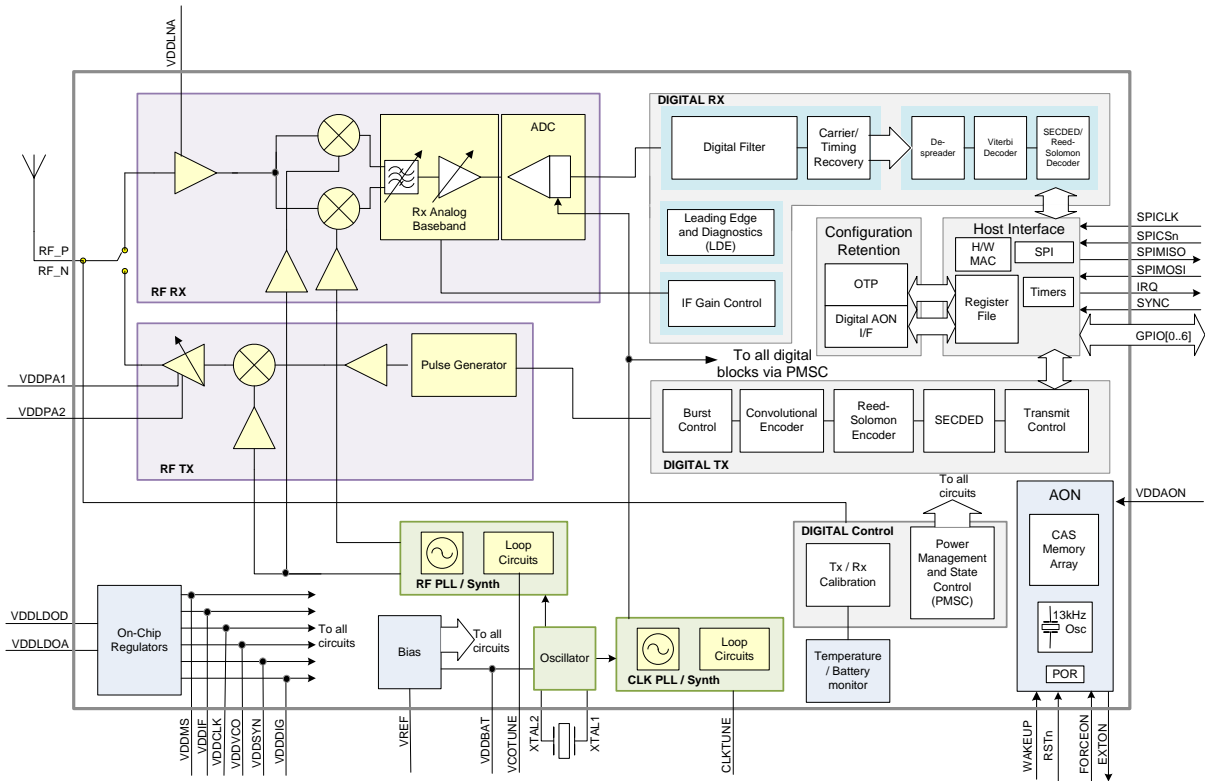 VDDLNA
DIGITAL RX
ADC
Digital Filter
Carrier/
Timing
Recovery
De-
spreader
Viterbi
Decoder
SECDED/
Reed-
Solomon
Decoder
Rx Analog
Baseband
RF RX
RF_P
RF_N
Leading Edge
and Diagnostics
(LDE)
IF Gain Control
Configuration
Retention
OTP
Digital AON
I/F
Host Interface
H/W
MAC
SPI
Register
File
Timers
SPICLK
SPICSn
SPIMISO
SPIMOSI
IRQ
SYNC
GPIO[0..6]
To all digital
blocks via PMSC
Pulse Generator
VDDPA1
VDDPA2
RF TX
Burst
Control
Convolutional
Encoder
Reed-
Solomon
Encoder
SECDED
Transmit
Control
DIGITAL TX
To all
circuits
AON
VDDAON
CAS
Memory
Array
13kHz
Osc
POR
DIGITAL Control
Tx / Rx
Calibration
Power
Management
and State
Control
(PMSC)
Temperature
/ Battery
monitor
Loop
Circuits
RF PLL / Synth
VDDLDOD
VDDLDOA
On-Chip
Regulators
To all
circuits
Bias
To all
circuits
Oscillator
Loop
Circuits
CLK PLL / Synth
VDDMS
VDDIF
VDDCLK
VDDVCO
VDDSYN
VDDDIG
VREF
VDDBAT
VCOTUNE
XTAL2
XTAL1
CLKTUNE
WAKEUP
RSTn
FORCEON
EXTON